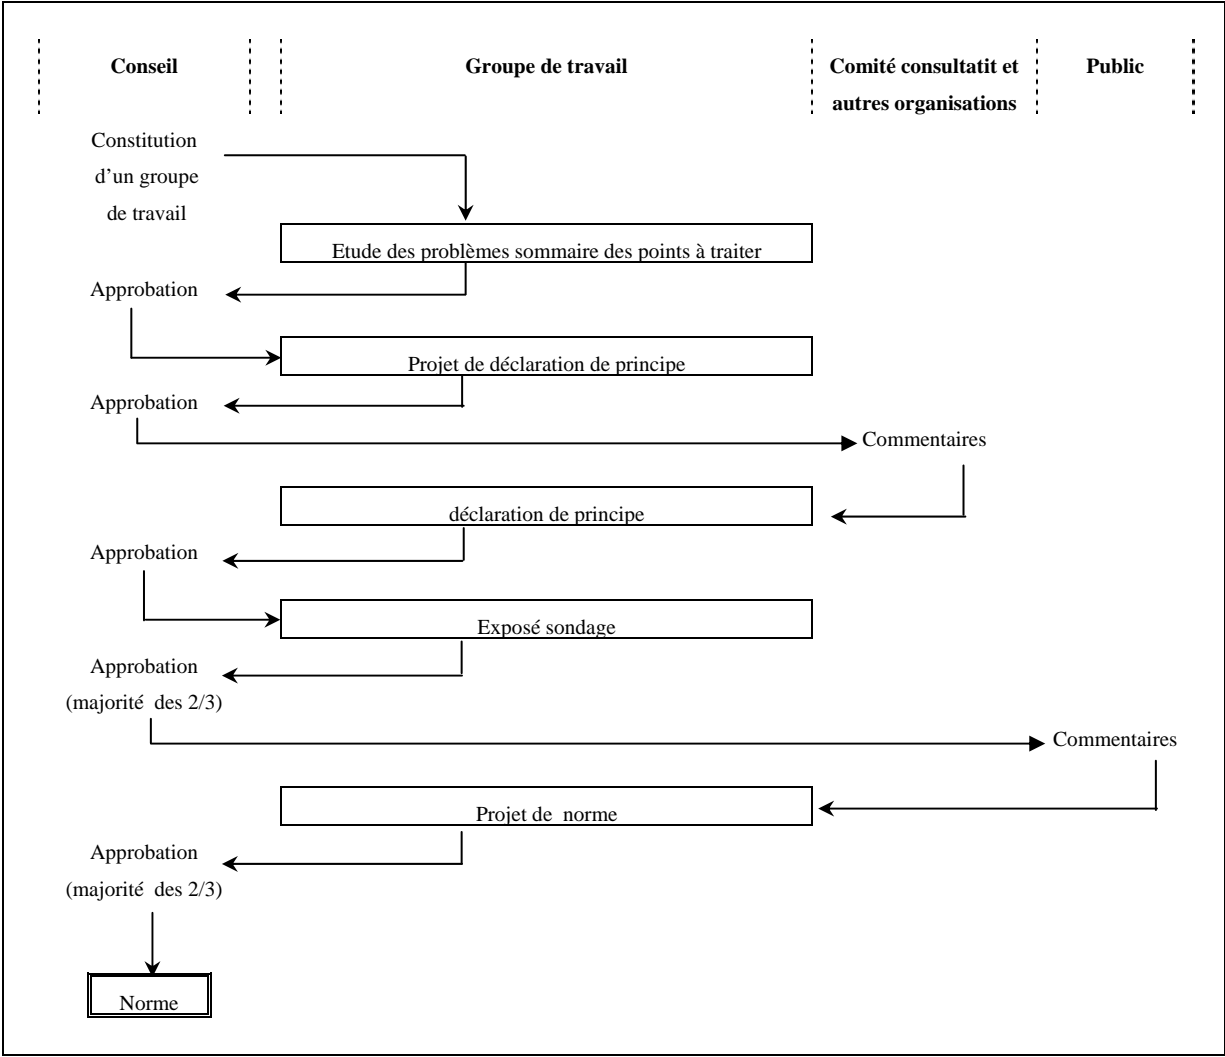 Conseil
Groupe de travail
Comité consultatit et
autres organisations
Public
Constitution
d’un groupe
de travail
Etude des problèmes sommaire des points à traiter
Approbation
Projet de déclaration de principe
Approbation
Commentaires
déclaration de principe
Approbation
Exposé sondage
Approbation
(majorité des 2/3)
Commentaires
Projet de norme
Approbation
(majorité des 2/3)
Norme